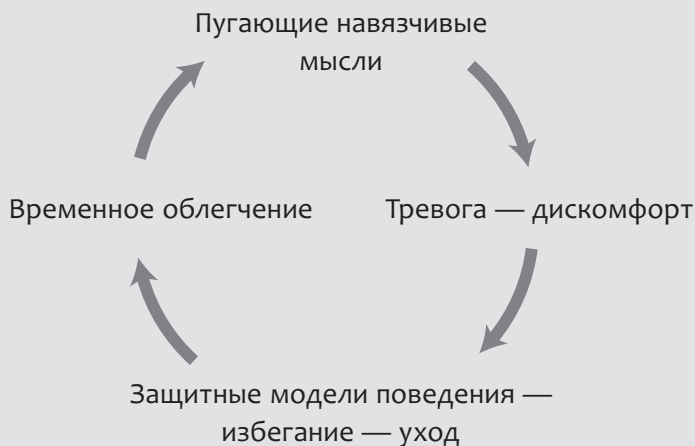 Пугающие навязчивые
мысли
Временное облегчение
Тревога — дискомфорт
Защитные модели поведения —
избегание — уход